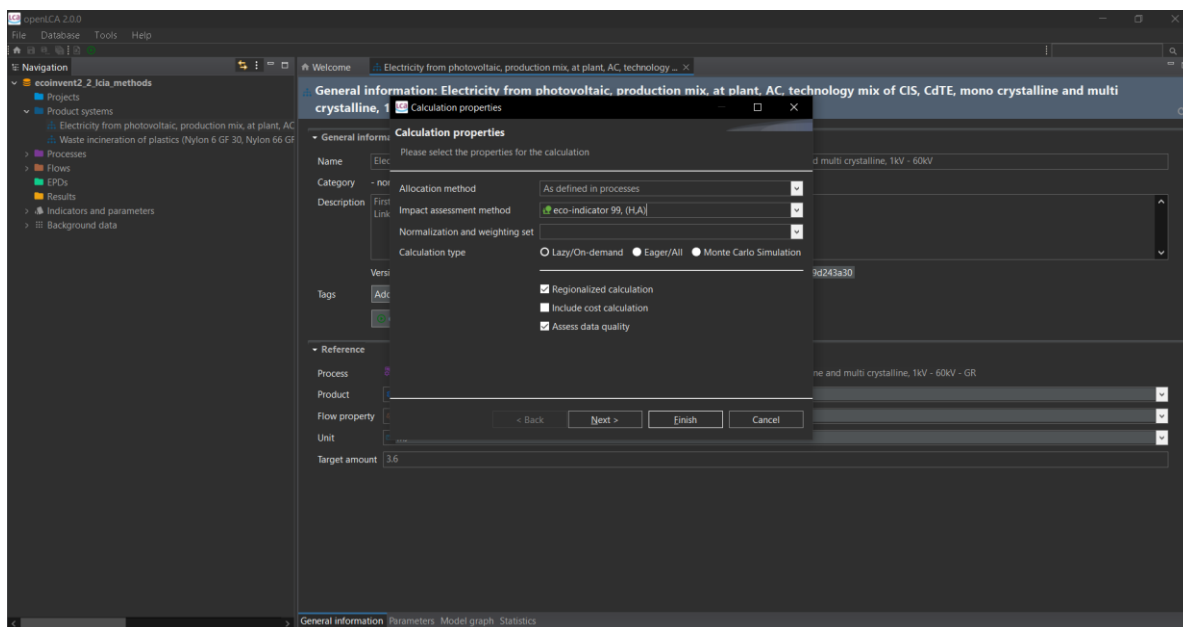 openLCA 2.0.0
File Database Tools Help
Navigation
Welcome
Electricity from photovoltaic, production mix, at plant, AC, technology ...
ecoinvent2_2_lcia_methods
Projects
Product systems
Electricity from photovoltaic, production mix, at plant, AC
Waste incineration of plastics (Nylon 6 GF 30, Nylon 66 GF
Processes
Flows
EPDs
Results
Indicators and parameters
Background data
General information: Electricity from photovoltaic, production mix, at plant, AC, technology mix of CIS, CdTE, mono crystalline and multi
crystalline, 1
General informa
Name Elec
d multi crystalline, 1kV - 60kV
Category - no
Description First
Link
Versi
9d243a30
Tags Add
Reference
Process
ne and multi crystalline, 1kV - 60kV - GR
Product
Flow property
Unit
Target amount 3.6
Calculation properties
Calculation properties
Please select the properties for the calculation
Allocation method As defined in processes
Impact assessment method eco-indicator 99, (H,A)
Normalization and weighting set
Calculation type Lazy/On-demand Eager/All Monte Carlo Simulation
Regionalized calculation
Include cost calculation
Assess data quality
< Back Next > Finish Cancel
General information Parameters Model graph Statistics